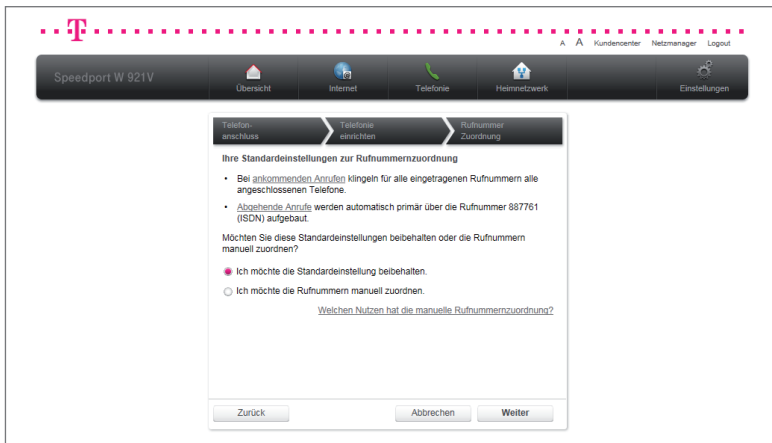 T
A A Kundencenter Netzmanager Logout
Speedport W 921V
Übersicht Internet Telefonie Heimnetzwerk Einstellungen
Telefon-
anschluss
Telefonie
einrichten
Rufnummer
Zuordnung
Ihre Standardeinstellungen zur Rufnummernzuordnung
• Bei ankommenden Anrufen klingeln für alle eingetragenen Rufnummern alle
angeschlossenen Telefone.
• Abgehende Anrufe werden automatisch primär über die Rufnummer 887761
(ISDN) aufgebaut.
Möchten Sie diese Standardeinstellungen beibehalten oder die Rufnummern
manuell zuordnen?
Ich möchte die Standardeinstellung beibehalten.
Ich möchte die Rufnummern manuell zuordnen.
Welchen Nutzen hat die manuelle Rufnummernzuordnung?
Zurück Abbrechen Weiter